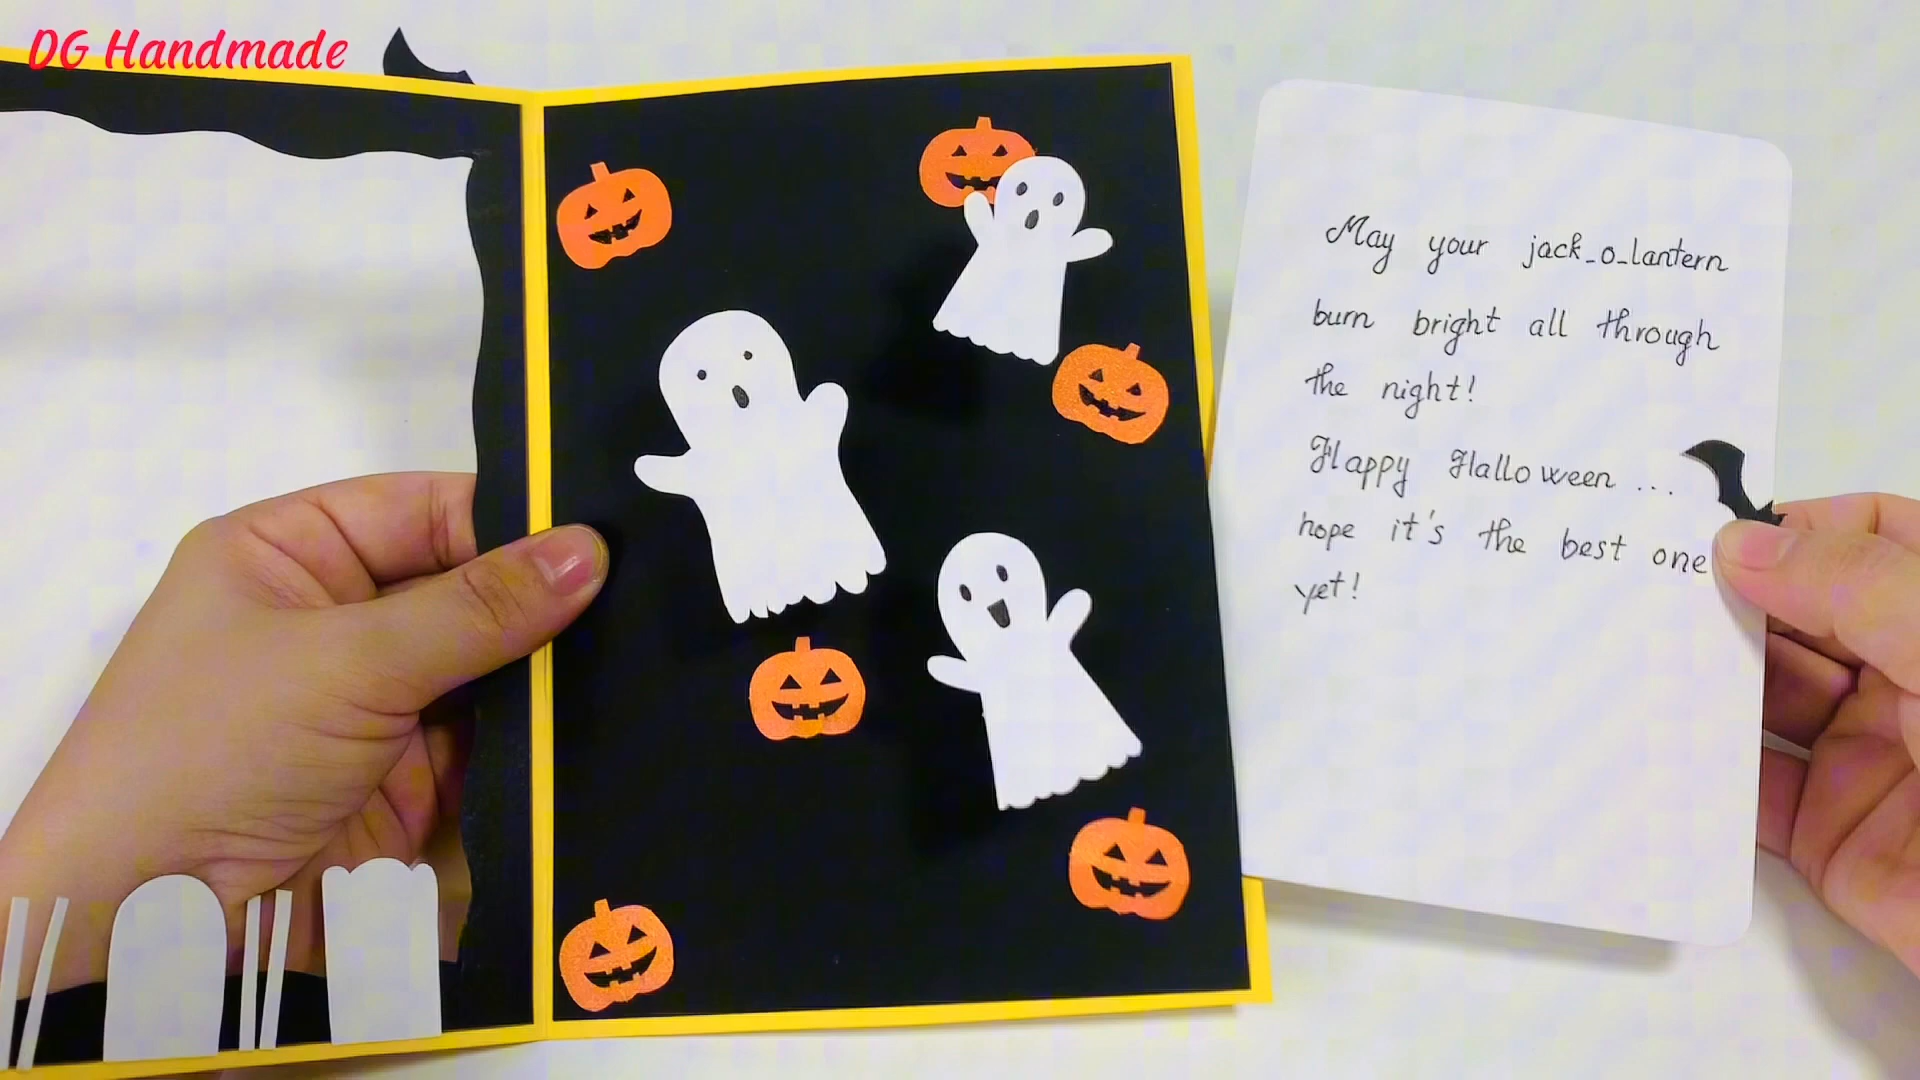 DG Handmade
May your jack_o_lantern
burn bright all through
the night!
Happy Halloween ...
hope it's the best one
yet!